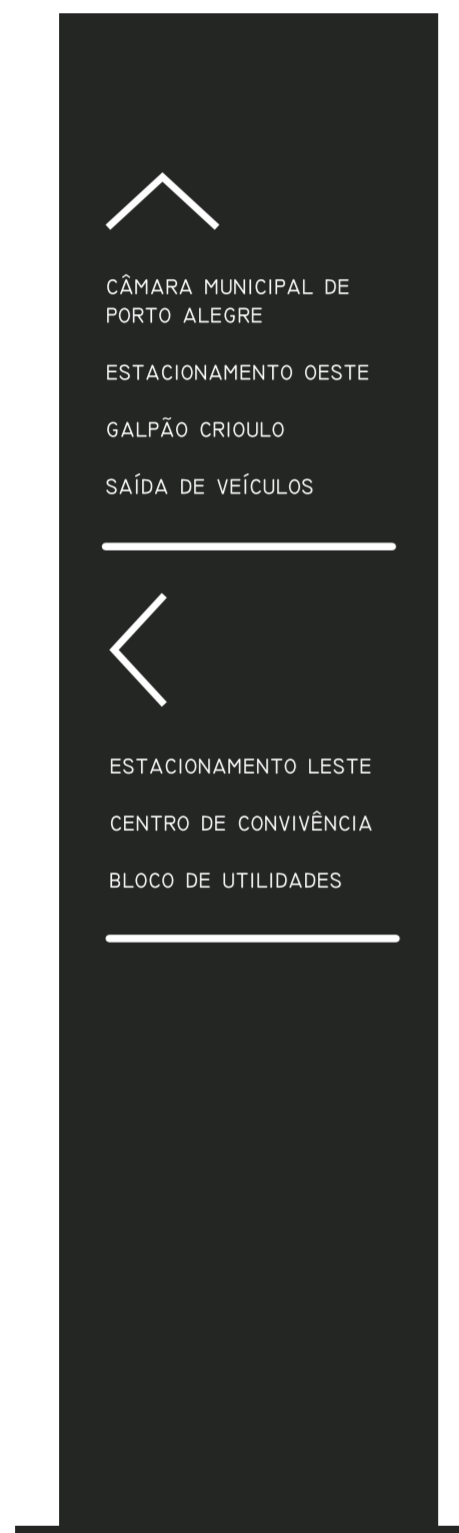 CÂMARA MUNICIPAL DE
PORTO ALEGRE
ESTACIONAMENTO OESTE
GALPÃO CRIOULO
SAÍDA DE VEÍCULOS
ESTACIONAMENTO LESTE
CENTRO DE CONVIVÊNCIA
BLOCO DE UTILIDADES